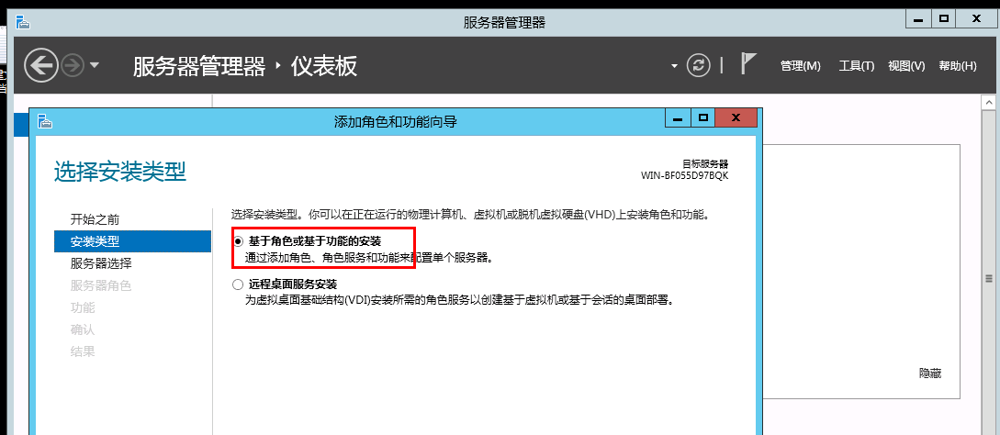 服务器管理器
服务器管理器 · 仪表板
管理(M) 工具(T) 视图(V) 帮助(H)
添加角色和功能向导
选择安装类型
目标服务器
WIN-BF055D97BQK
开始之前
安装类型
服务器选择
服务器角色
功能
确认
结果
选择安装类型。你可以在正在运行的物理计算机、虚拟机或脱机虚拟硬盘(VHD)上安装角色和功能。
基于角色或基于功能的安装
通过添加角色、角色服务和功能来配置单个服务器。
远程桌面服务安装
为虚拟桌面基础结构(VDI)安装所需的角色服务以创建基于虚拟机或基于会话的桌面部署。
隐藏